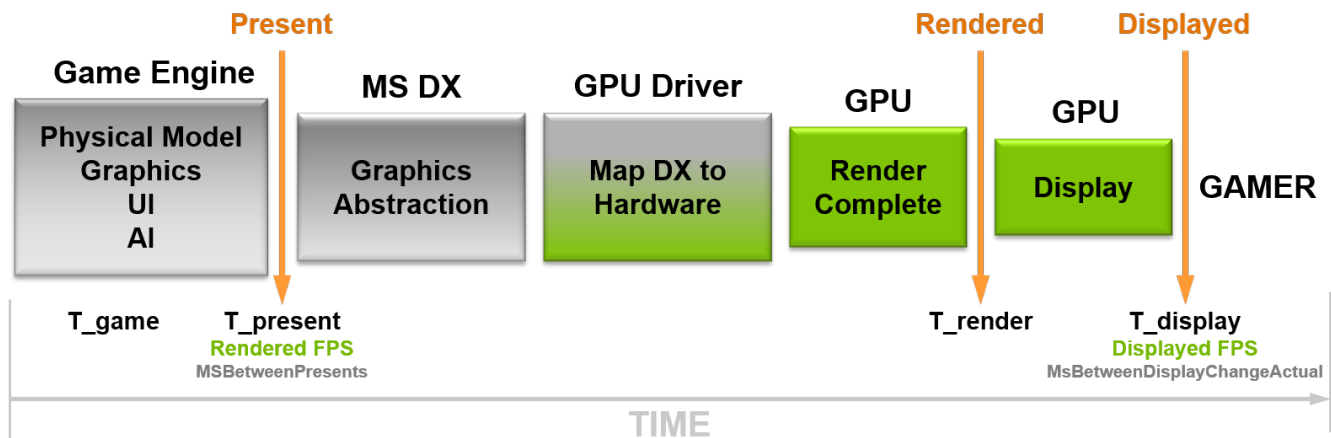 Present
Rendered
Displayed
Game Engine
MS DX
GPU Driver
GPU
GPU
Physical Model
Graphics
UI
AI
Graphics
Abstraction
Map DX to
Hardware
Render
Complete
Display
GAMER
T_game
T_present
Rendered FPS
MSBetweenPresents
T_render
T_display
Displayed FPS
MsBetweenDisplayChangeActual
TIME